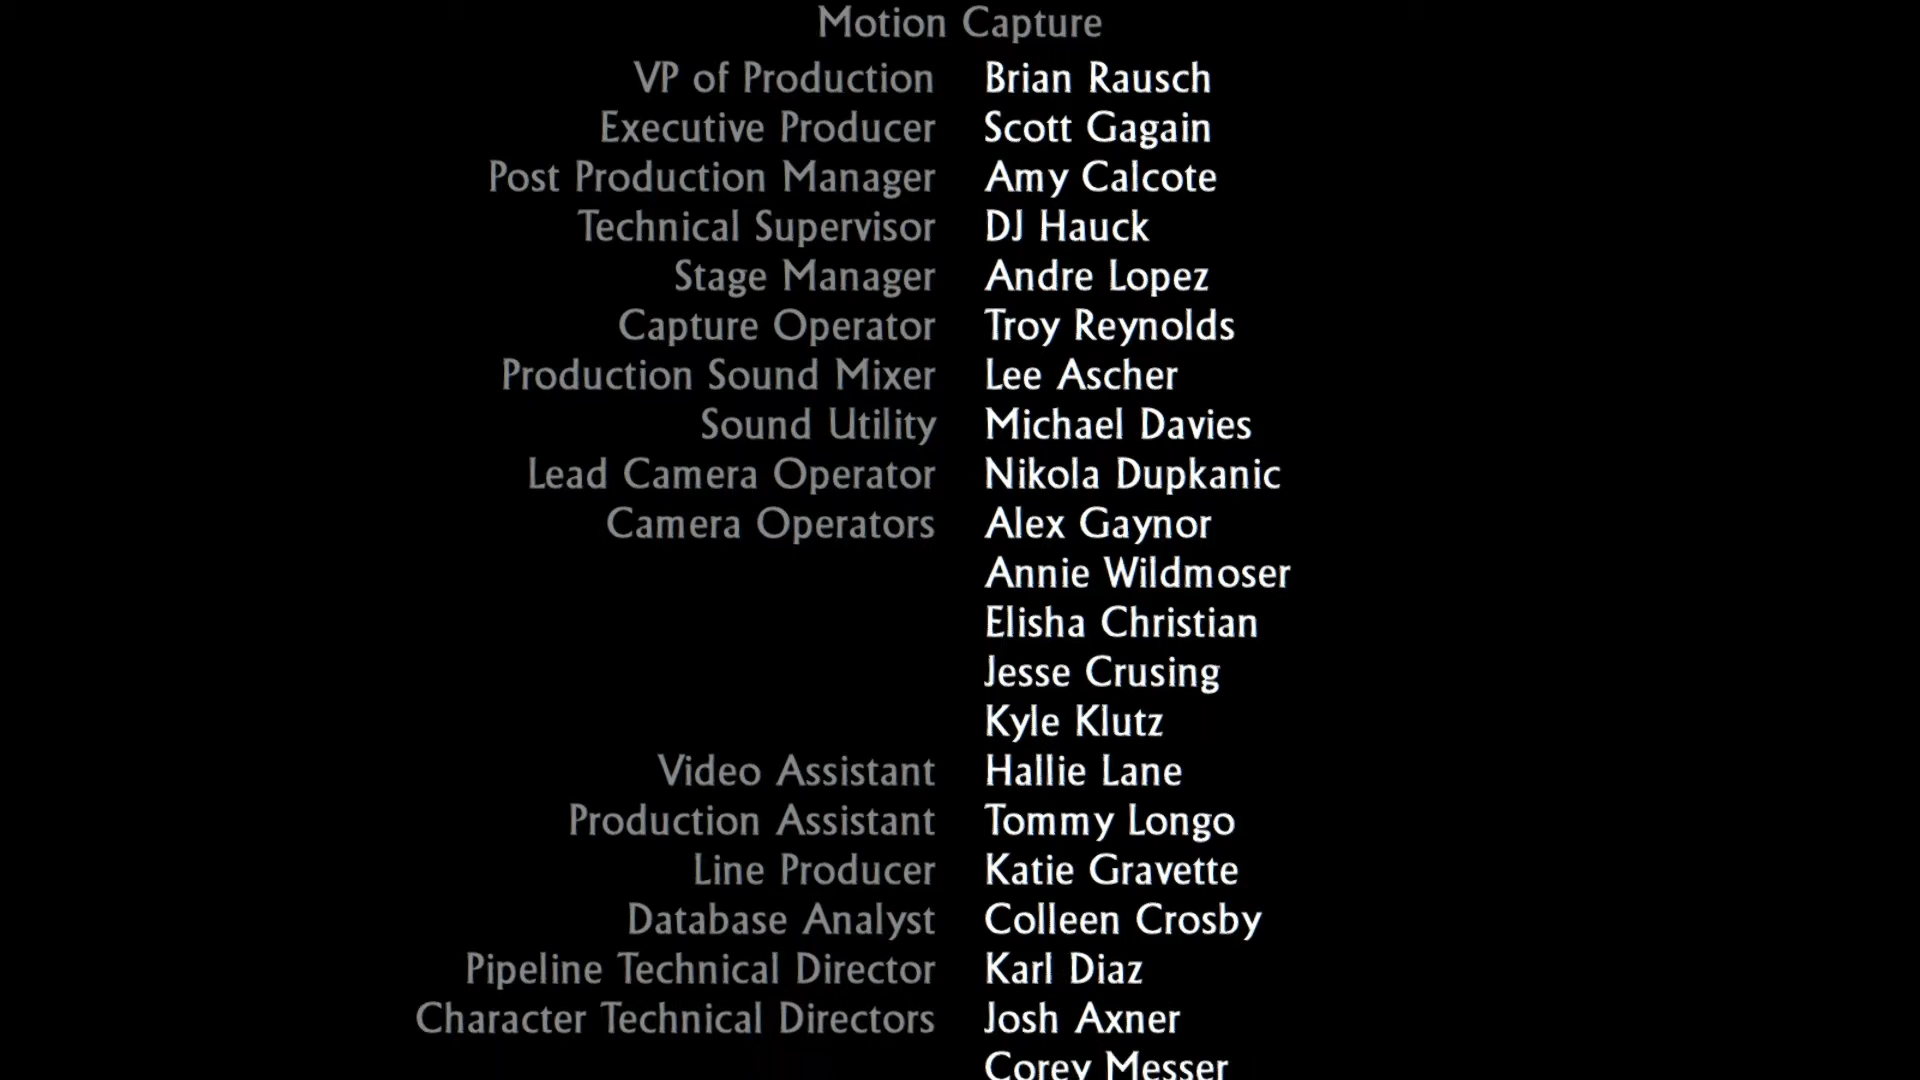 Motion Capture
VP of Production Brian Rausch
Executive Producer Scott Gagain
Post Production Manager Amy Calcote
Technical Supervisor DJ Hauck
Stage Manager Andre Lopez
Capture Operator Troy Reynolds
Production Sound Mixer Lee Ascher
Sound Utility Michael Davies
Lead Camera Operator Nikola Dupkanic
Camera Operators Alex Gaynor
Annie Wildmoser
Elisha Christian
Jesse Crusing
Kyle Klutz
Video Assistant Hallie Lane
Production Assistant Tommy Longo
Line Producer Katie Gravette
Database Analyst Colleen Crosby
Pipeline Technical Director Karl Diaz
Character Technical Directors Josh Axner
Corey Messer